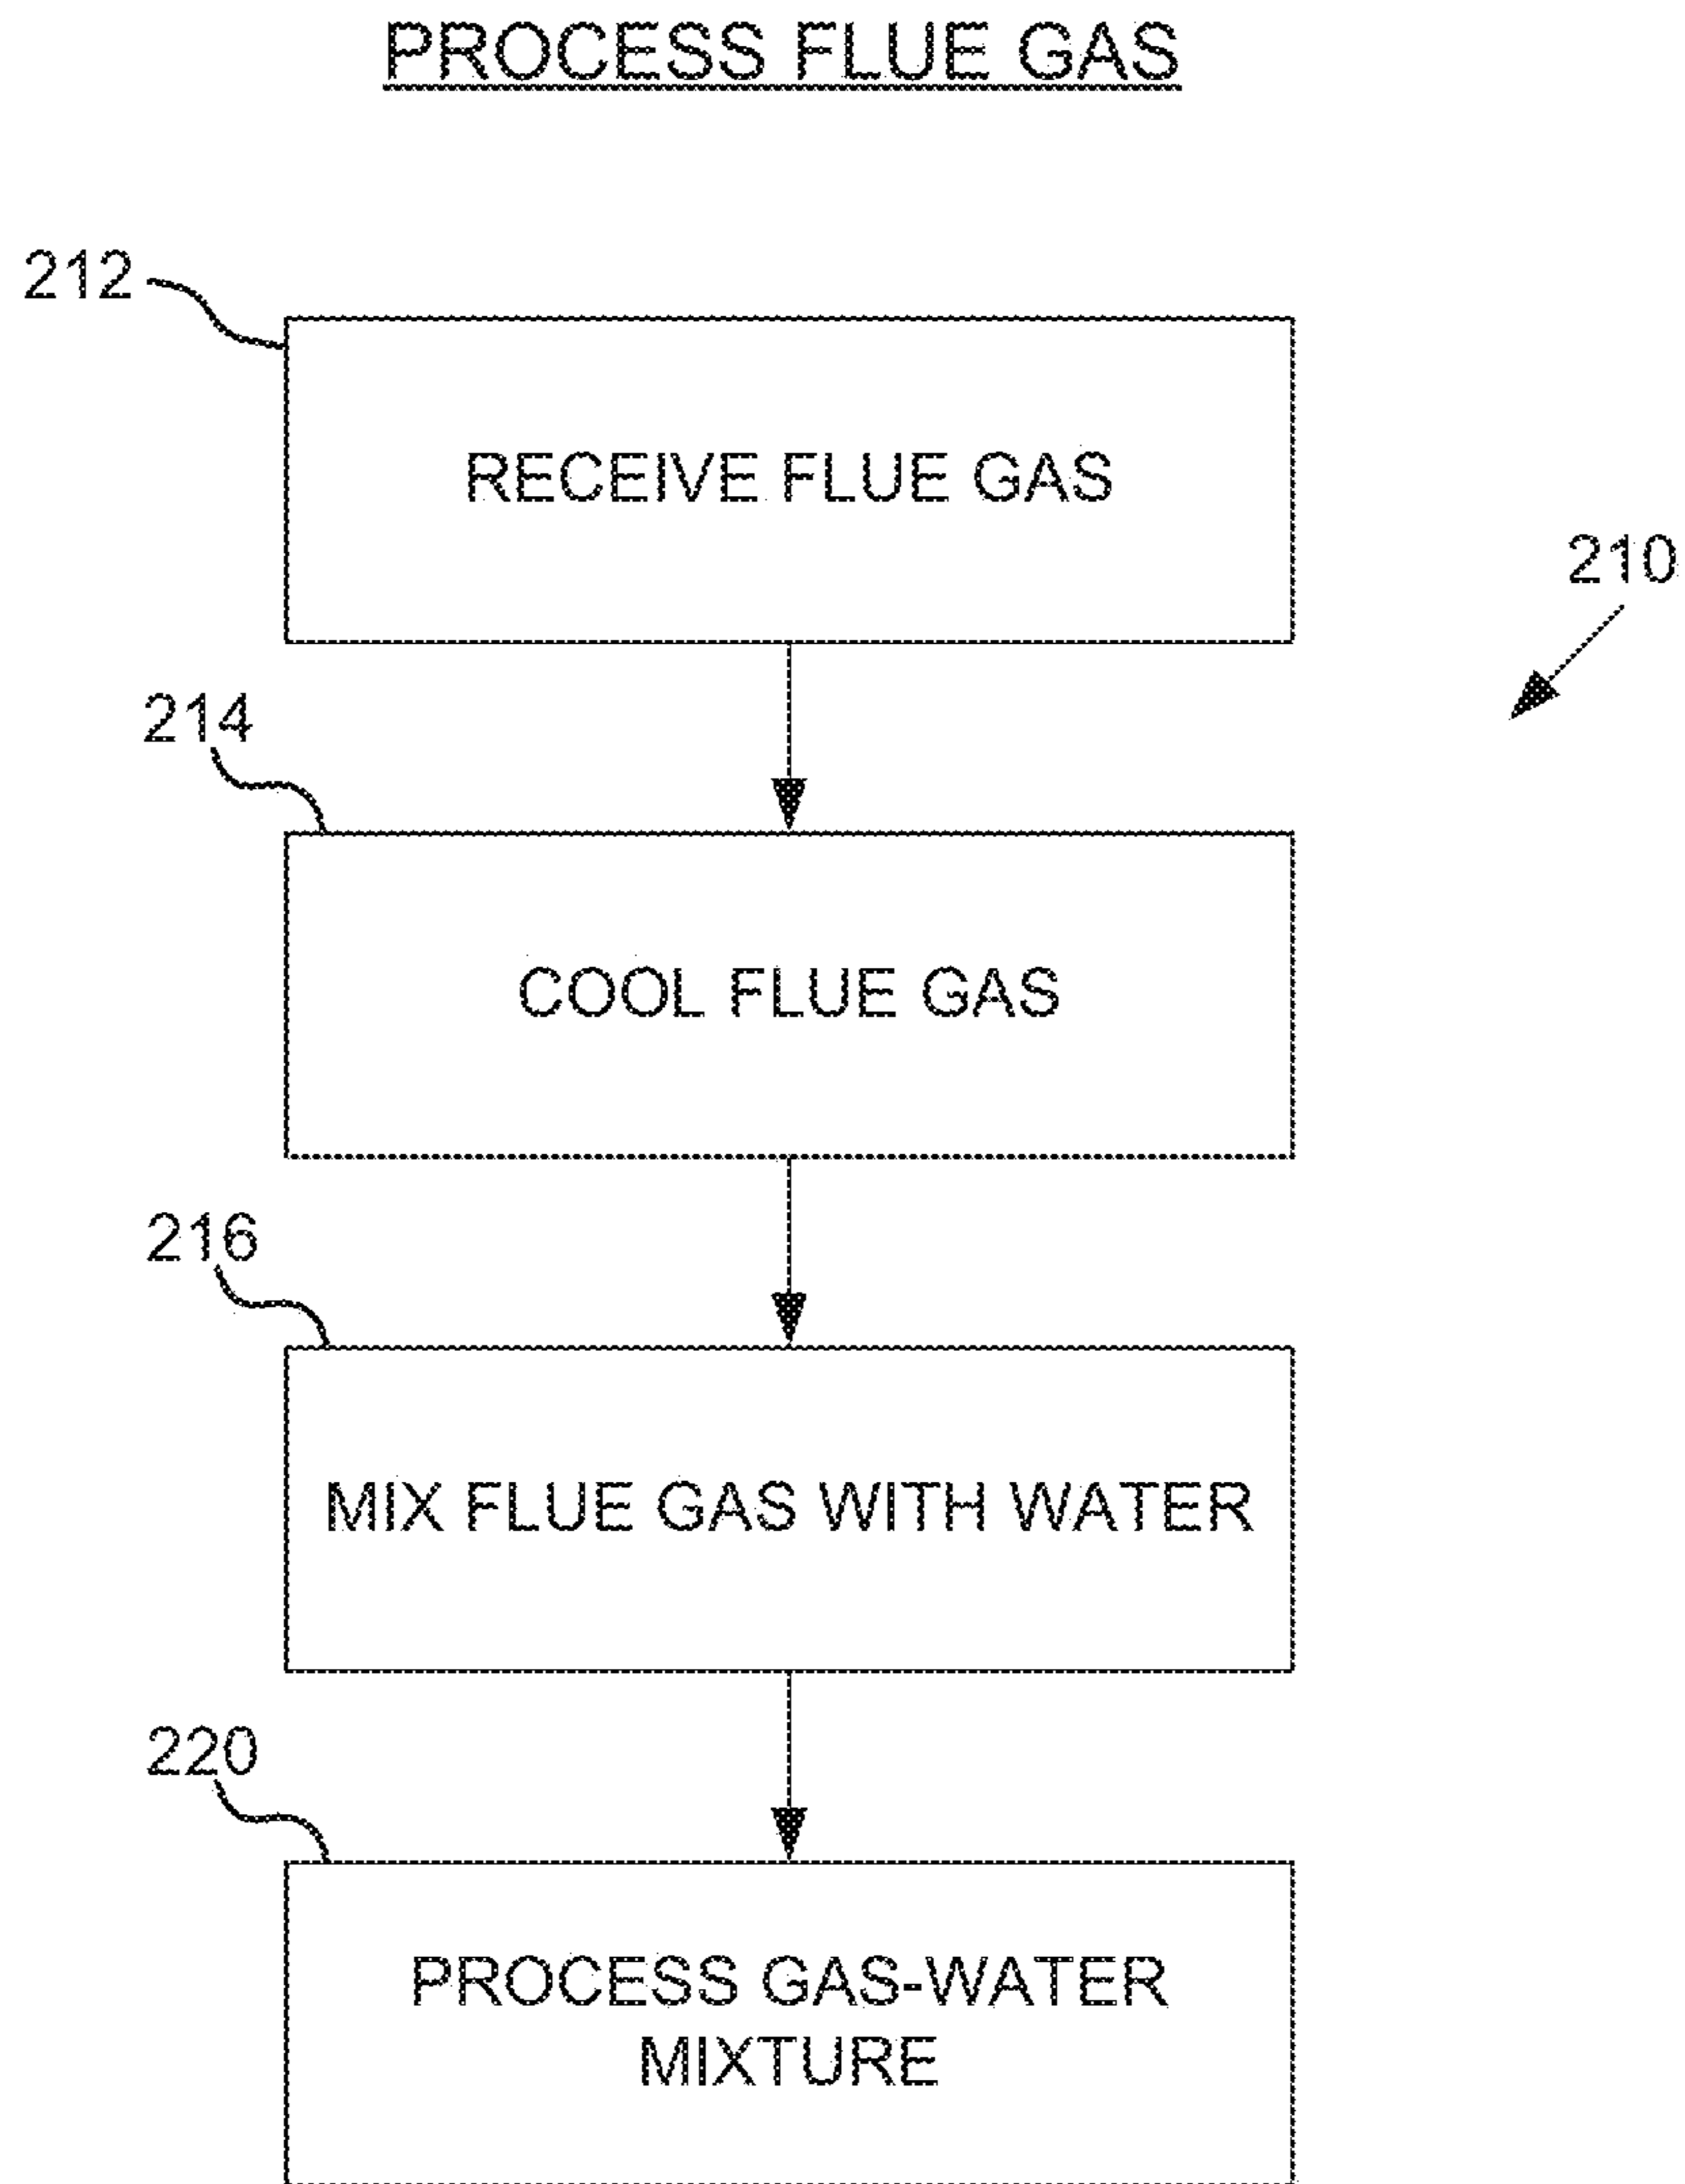 PROCESS FLUE GAS
212
RECEIVE FLUE GAS
210
214
COOL FLUE GAS
216
MIX FLUE GAS WITH WATER
220
PROCESS GAS-WATER
MIXTURE